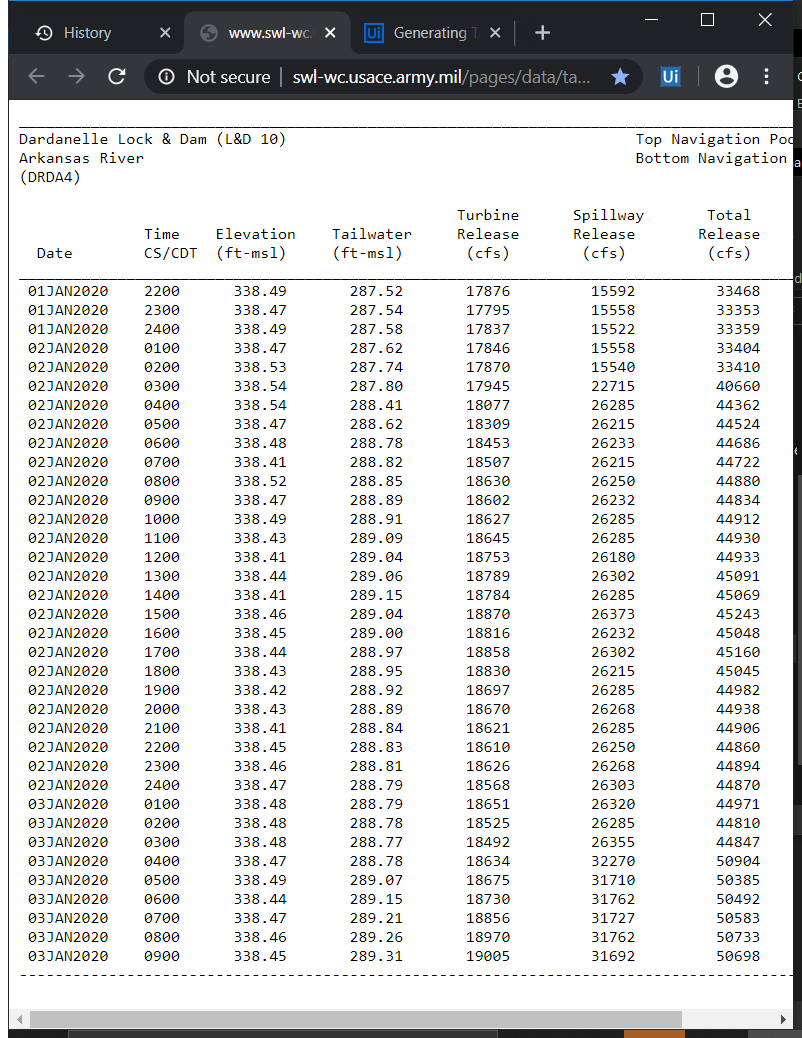 History
www.swl-wc.
Generating
Not secure | swl-wc.usace.army.mil/pages/data/ta...
Ui
Dardanelle Lock & Dam (L&D 10) Top Navigation
Arkansas River Bottom Navigation
(DRDA4)
Turbine Spillway Total
Time Elevation Tailwater Release Release Release
Date CS/CDT (ft-msl) (ft-msl) (cfs) (cfs) (cfs)
01JAN2020 2200 338.49 287.52 17876 15592 33468
01JAN2020 2300 338.47 287.54 17795 15558 33353
01JAN2020 2400 338.49 287.58 17837 15522 33359
02JAN2020 0100 338.47 287.62 17846 15558 33404
02JAN2020 0200 338.53 287.74 17870 15540 33410
02JAN2020 0300 338.54 287.80 17945 22715 40660
02JAN2020 0400 338.54 288.41 18077 26285 44362
02JAN2020 0500 338.47 288.62 18309 26215 44524
02JAN2020 0600 338.48 288.78 18453 26233 44686
02JAN2020 0700 338.41 288.82 18507 26215 44722
02JAN2020 0800 338.52 288.85 18630 26250 44880
02JAN2020 0900 338.47 288.89 18602 26232 44834
02JAN2020 1000 338.49 288.91 18627 26285 44912
02JAN2020 1100 338.43 289.09 18645 26285 44930
02JAN2020 1200 338.41 289.04 18753 26180 44933
02JAN2020 1300 338.44 289.06 18789 26302 45091
02JAN2020 1400 338.41 289.15 18784 26285 45069
02JAN2020 1500 338.46 289.04 18870 26373 45243
02JAN2020 1600 338.45 289.00 18816 26232 45048
02JAN2020 1700 338.44 288.97 18858 26302 45160
02JAN2020 1800 338.43 288.95 18830 26215 45045
02JAN2020 1900 338.42 288.92 18697 26285 44982
02JAN2020 2000 338.43 288.89 18670 26268 44938
02JAN2020 2100 338.41 288.84 18621 26285 44906
02JAN2020 2200 338.45 288.83 18610 26250 44860
02JAN2020 2300 338.46 288.81 18626 26268 44894
02JAN2020 2400 338.47 288.79 18568 26303 44870
03JAN2020 0100 338.48 288.79 18651 26320 44971
03JAN2020 0200 338.48 288.78 18525 26285 44810
03JAN2020 0300 338.48 288.77 18492 26355 44847
03JAN2020 0400 338.47 288.78 18634 32270 50904
03JAN2020 0500 338.49 289.07 18675 31710 50385
03JAN2020 0600 338.44 289.15 18730 31762 50492
03JAN2020 0700 338.47 289.21 18856 31727 50583
03JAN2020 0800 338.46 289.26 18970 31762 50733
03JAN2020 0900 338.45 289.31 19005 31692 50698